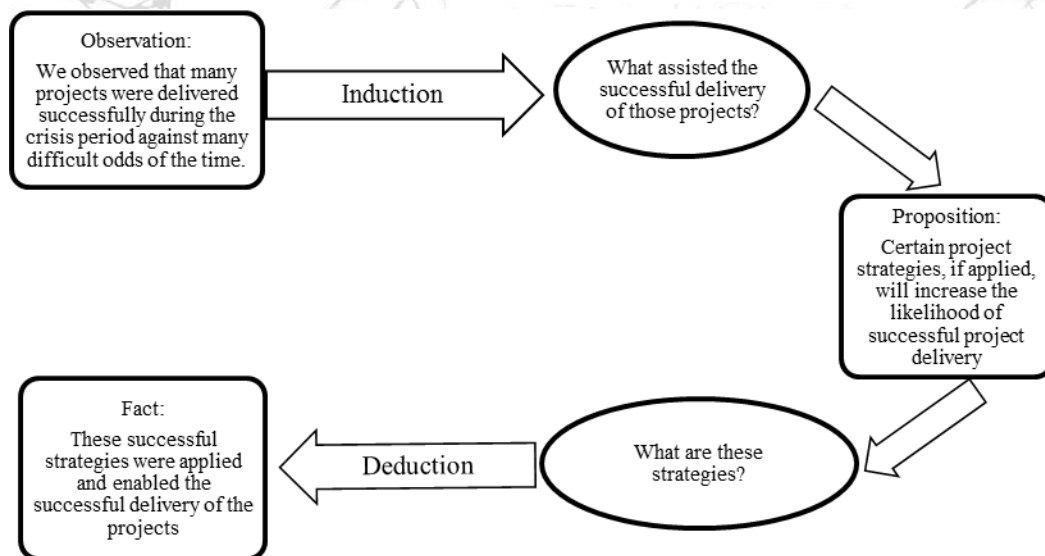 Observation:
We observed that many
projects were delivered
successfully during the
crisis period against many
difficult odds of the time.
Induction
What assisted the
successful delivery
of those projects?
Proposition:
Certain project
strategies, if applied,
will increase the
likelihood of
successful project
delivery
What are these
strategies?
Deduction
Fact:
These successful
strategies were applied
and enabled the
successful delivery of the
projects